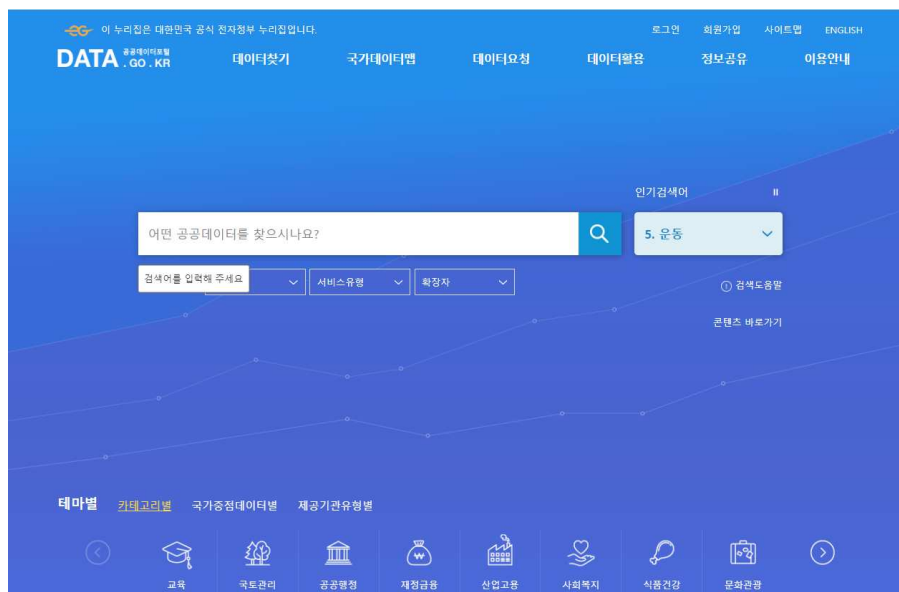 이 누리집은 대한민국 공식 전자정부 누리집입니다.
로그인 회원가입 사이트맵 ENGLISH
DATA 공공데이터포털 .GO.KR
데이터찾기 국가데이터맵 데이터요청 데이터활용 정보공유 이용안내
인기검색어
어떤 공공데이터를 찾으시나요?
5. 운동
검색어를 입력해 주세요
서비스유형 확장자
검색도움말
콘텐츠 바로가기
테마별 카테고리별 국가중점데이터별 제공기관유형별
교육 국토관리 공공행정 재정금융 산업고용 사회복지 식품건강 문화관광